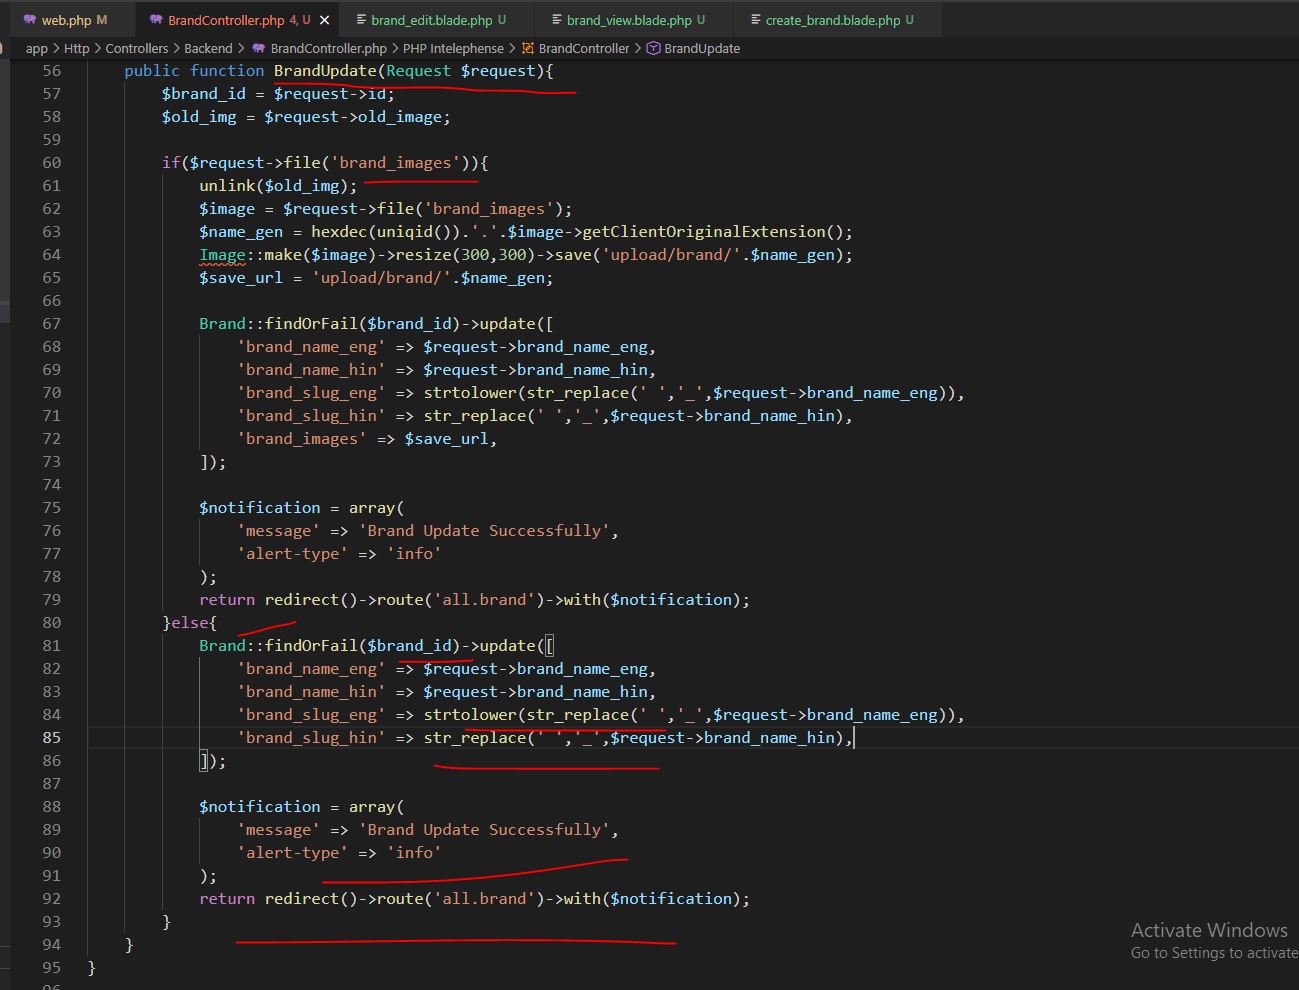 web.php M
BrandController.php 4, U ✕
brand_edit.blade.php U
brand_view.blade.php U
create_brand.blade.php U
app > Http > Controllers > Backend > BrandController.php > PHP Intelephense > BrandController > BrandUpdate
56 public function BrandUpdate(Request $request){
57 $brand_id = $request->id;
58 $old_img = $request->old_image;
59
60 if($request->file('brand_images')){
61 unlink($old_img);
62 $image = $request->file('brand_images');
63 $name_gen = hexdec(uniqid()).'.'.$image->getClientOriginalExtension();
64 Image::make($image)->resize(300,300)->save('upload/brand/'.$name_gen);
65 $save_url = 'upload/brand/'.$name_gen;
66
67 Brand::findOrFail($brand_id)->update([
68 'brand_name_eng' => $request->brand_name_eng,
69 'brand_name_hin' => $request->brand_name_hin,
70 'brand_slug_eng' => strtolower(str_replace(' ','_',$request->brand_name_eng)),
71 'brand_slug_hin' => str_replace(' ','_',$request->brand_name_hin),
72 'brand_images' => $save_url,
73 ]);
74
75 $notification = array(
76 'message' => 'Brand Update Successfully',
77 'alert-type' => 'info'
78 );
79 return redirect()->route('all.brand')->with($notification);
80 }else{
81 Brand::findOrFail($brand_id)->update([
82 'brand_name_eng' => $request->brand_name_eng,
83 'brand_name_hin' => $request->brand_name_hin,
84 'brand_slug_eng' => strtolower(str_replace(' ','_',$request->brand_name_eng)),
85 'brand_slug_hin' => str_replace(' ','_',$request->brand_name_hin),
86 ]);
87
88 $notification = array(
89 'message' => 'Brand Update Successfully',
90 'alert-type' => 'info'
91 );
92 return redirect()->route('all.brand')->with($notification);
93 }
94 }
95 }
Activate Windows
Go to Settings to activate